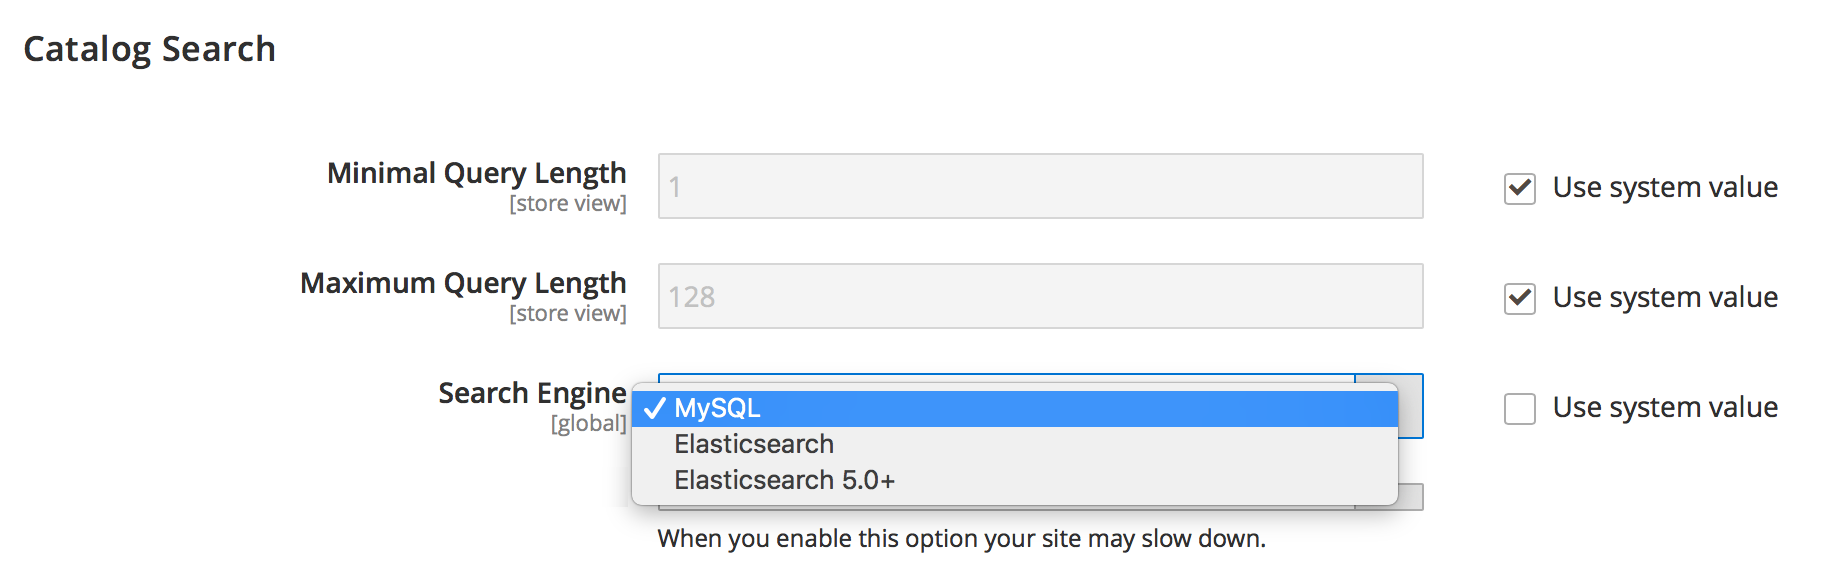 Catalog Search
Minimal Query Length
[store view]
1
Use system value
Maximum Query Length
[store view]
128
Use system value
Search Engine
[global]
MySQL
Elasticsearch
Elasticsearch 5.0+
Use system value
When you enable this option your site may slow down.